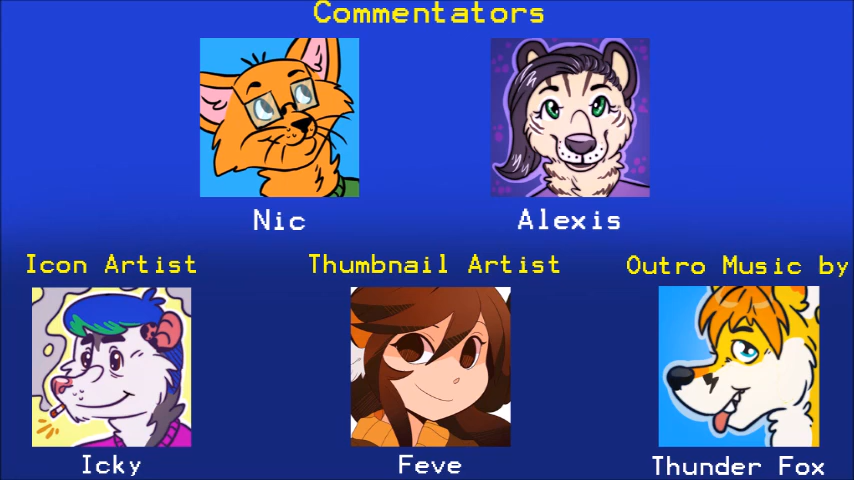 Commentators
Nic
Alexis
Icon Artist
Thumbnail Artist
Outro Music by
Icky
Feve
Thunder Fox